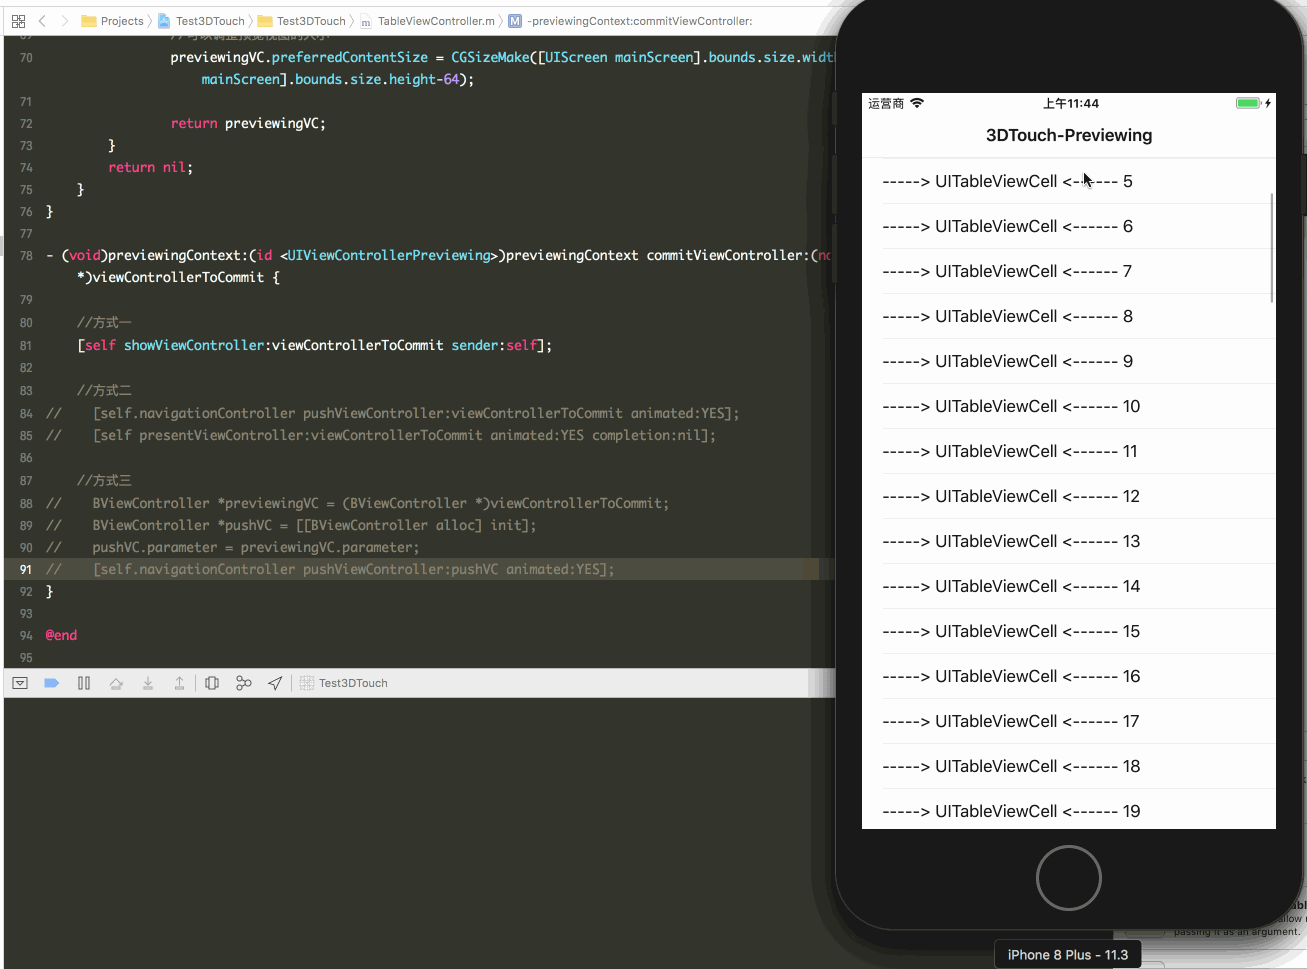 Projects Test3DTouch Test3DTouch TableViewController.m M -previewingContext:commitViewController:
70 previewingVC.preferredContentSize = CGSizeMake([UIScreen mainScreen].bounds.size.width
mainScreen].bounds.size.height-64);
71
72 return previewingVC;
73 }
74 return nil;
75 }
76 }
77
78 - (void)previewingContext:(id <UIViewControllerPreviewing>)previewingContext commitViewController:(no
*)viewControllerToCommit {
79
80 //方式一
81 [self showViewController:viewControllerToCommit sender:self];
82
83 //方式二
84 // [self.navigationController pushViewController:viewControllerToCommit animated:YES];
85 // [self presentViewController:viewControllerToCommit animated:YES completion:nil];
86
87 //方式三
88 // BViewController *previewingVC = (BViewController *)viewControllerToCommit;
89 // BViewController *pushVC = [[BViewController alloc] init];
90 // pushVC.parameter = previewingVC.parameter;
91 // [self.navigationController pushViewController:pushVC animated:YES];
92 }
93
94 @end
95
Test3DTouch
运营商 上午11:44
3DTouch-Previewing
-----> UITableViewCell <------ 5
-----> UITableViewCell <------ 6
-----> UITableViewCell <------ 7
-----> UITableViewCell <------ 8
-----> UITableViewCell <------ 9
-----> UITableViewCell <------ 10
-----> UITableViewCell <------ 11
-----> UITableViewCell <------ 12
-----> UITableViewCell <------ 13
-----> UITableViewCell <------ 14
-----> UITableViewCell <------ 15
-----> UITableViewCell <------ 16
-----> UITableViewCell <------ 17
-----> UITableViewCell <------ 18
-----> UITableViewCell <------ 19
passing it as an argument.
iPhone 8 Plus - 11.3